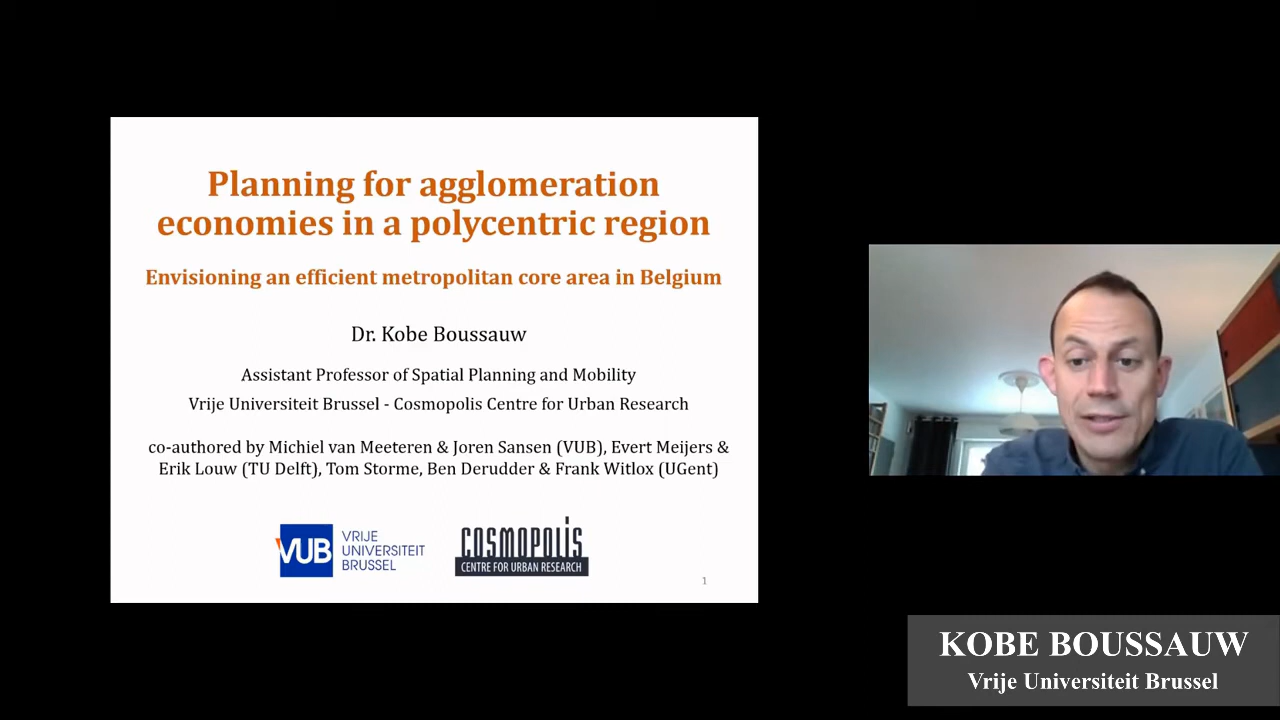 Planning for agglomeration
economies in a polycentric region
Envisioning an efficient metropolitan core area in Belgium
Dr. Kobe Boussauw
Assistant Professor of Spatial Planning and Mobility
Vrije Universiteit Brussel - Cosmopolis Centre for Urban Research
co-authored by Michiel van Meeteren & Joren Sansen (VUB), Evert Meijers &
Erik Louw (TU Delft), Tom Storme, Ben Derudder & Frank Witlox (UGent)
VUB
VRIJE
UNIVERSITEIT
BRUSSEL
COSMOPOLIS
CENTRE FOR URBAN RESEARCH
1
KOBE BOUSSAUW
Vrije Universiteit Brussel